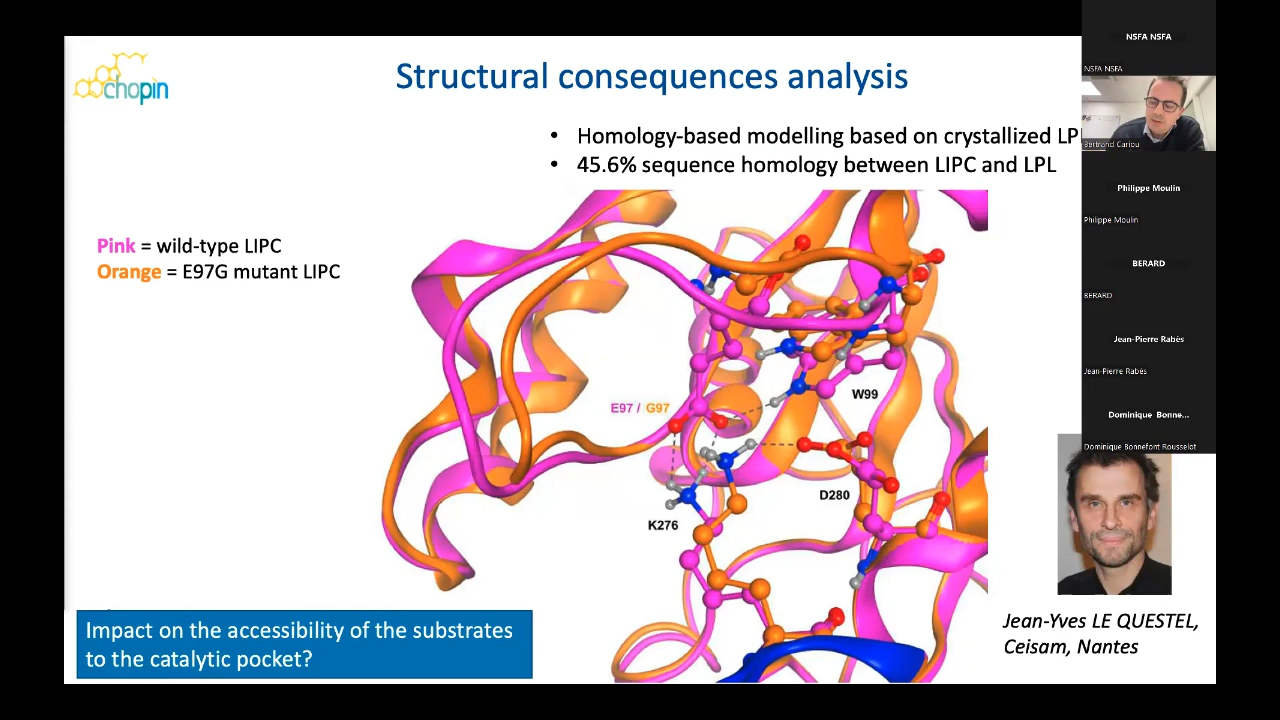 chopin
Structural consequences analysis
• Homology-based modelling based on crystallized LP
• 45.6% sequence homology between LIPC and LPL
Pink = wild-type LIPC
Orange = E97G mutant LIPC
E97 / G97
W99
D280
K276
Impact on the accessibility of the substrates
to the catalytic pocket?
Jean-Yves LE QUESTEL,
Ceisam, Nantes
NSFA NSFA
NSFA NSFA
Bertrand Cariou
Philippe Moulin
Philippe Moulin
BERARD
BERARD
Jean-Pierre Rabès
Jean-Pierre Rabès
Dominique Bonne...
Dominique Bonnefont Rousselot